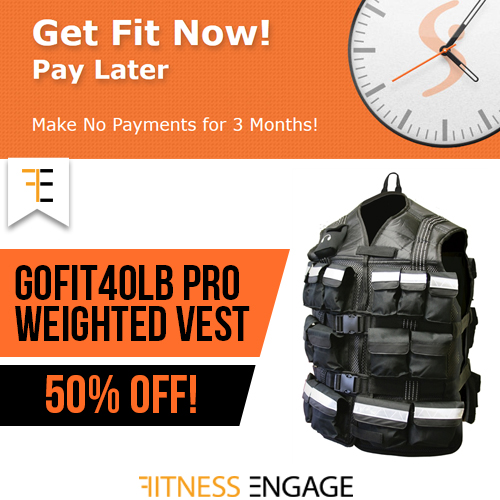 Get Fit Now!
Pay Later
Make No Payments for 3 Months!
FE
GOFIT40LB PRO
WEIGHTED VEST
50% OFF!
FITNESS ENGAGE